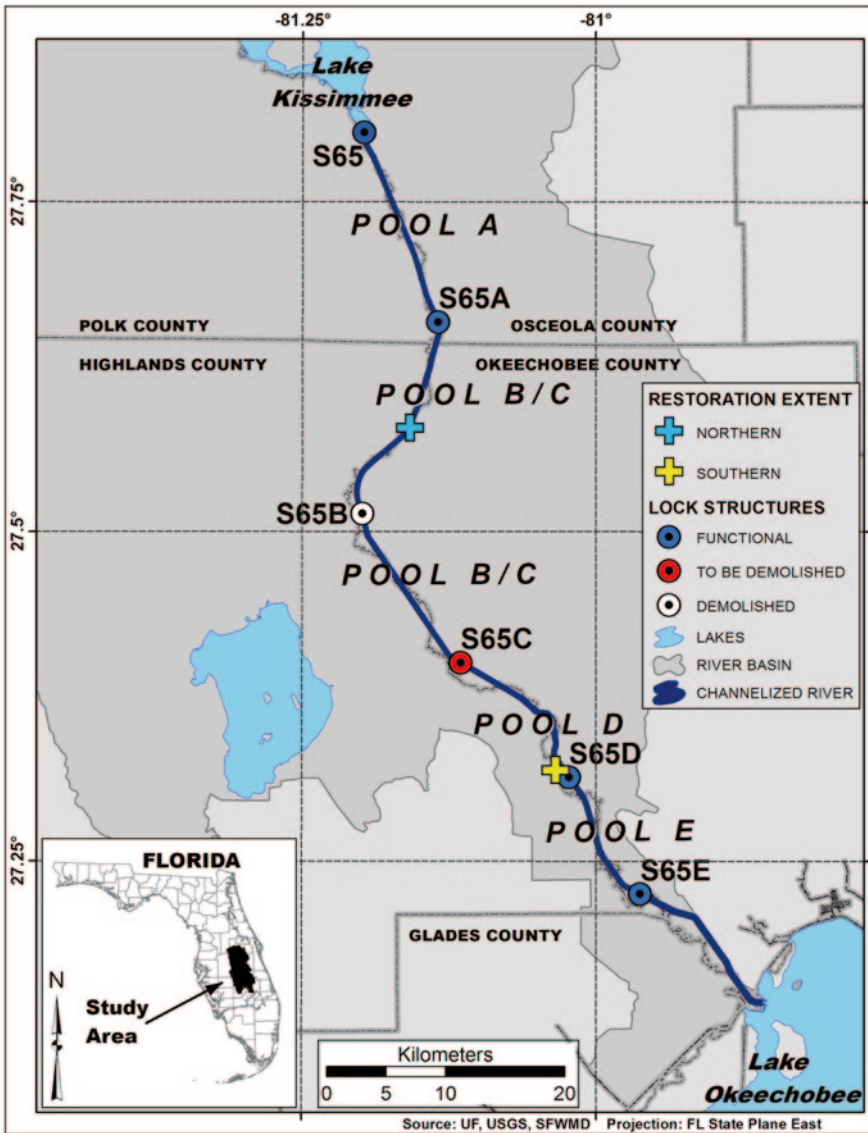 -81.25°
-81°
Lake
Kissimmee
S65
27.75°
POOL A
S65A
POLK COUNTY
OSCEOLA COUNTY
HIGHLANDS COUNTY
OKEECHOBEE COUNTY
POOL B/C
RESTORATION EXTENT
NORTHERN
SOUTHERN
LOCK STRUCTURES
FUNCTIONAL
TO BE DEMOLISHED
DEMOLISHED
LAKES
RIVER BASIN
CHANNELIZED RIVER
S65B
27.5°
POOL B/C
S65C
POOL D
S65D
POOL E
27.25°
S65E
FLORIDA
GLADES COUNTY
N
Study
Area
Kilometers
0 5 10 20
Lake
Okeechobee
Source: UF, USGS, SFWMD Projection: FL State Plane East